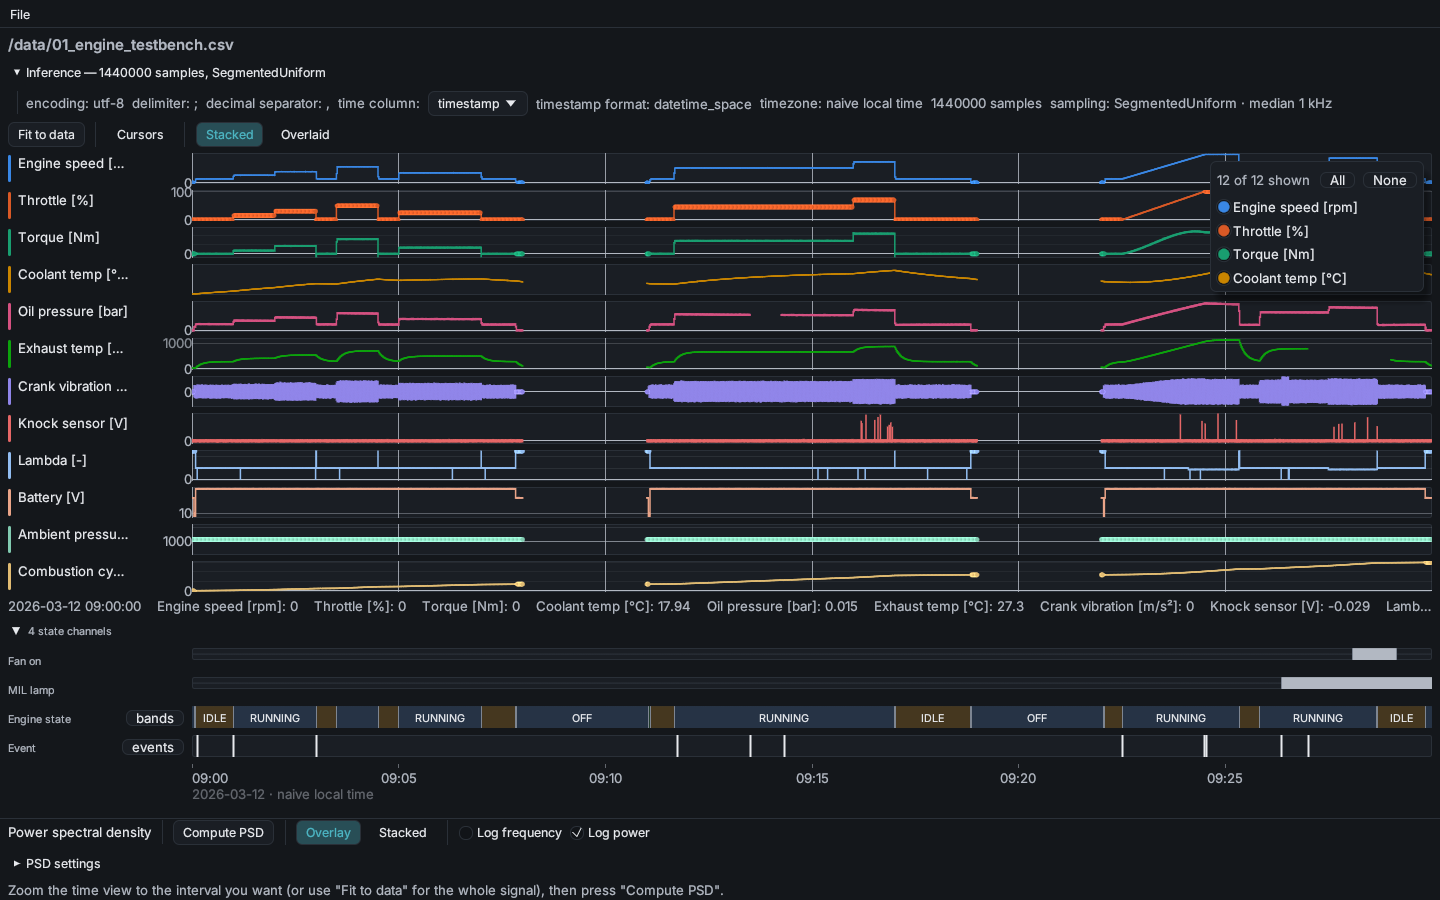 File
/data/01_engine_testbench.csv
▼ Inference — 1440000 samples, SegmentedUniform
encoding: utf-8 delimiter: ; decimal separator: , time column: timestamp ▼ timestamp format: datetime_space timezone: naive local time 1440000 samples sampling: SegmentedUniform · median 1 kHz
Fit to data Cursors Stacked Overlaid
Engine speed [...
0
12 of 12 shown All None
Engine speed [rpm]
Throttle [%]
Torque [Nm]
Coolant temp [°C]
100
Throttle [%]
0
Torque [Nm]
0
Coolant temp [°...
Oil pressure [bar]
0
Exhaust temp [...
1000
0
Crank vibration ...
0
Knock sensor [V]
0
Lambda [-]
0
Battery [V]
10
Ambient pressu...
1000
Combustion cy...
0
2026-03-12 09:00:00 Engine speed [rpm]: 0 Throttle [%]: 0 Torque [Nm]: 0 Coolant temp [°C]: 17.94 Oil pressure [bar]: 0.015 Exhaust temp [°C]: 27.3 Crank vibration [m/s²]: 0 Knock sensor [V]: -0.029 Lamb...
▼ 4 state channels
Fan on
MIL lamp
Engine state bands IDLE RUNNING RUNNING OFF RUNNING IDLE OFF RUNNING RUNNING IDLE
Event events
09:00 09:05 09:10 09:15 09:20 09:25
2026-03-12 · naive local time
Power spectral density Compute PSD Overlay Stacked Log frequency ✓ Log power
▸ PSD settings
Zoom the time view to the interval you want (or use "Fit to data" for the whole signal), then press "Compute PSD".